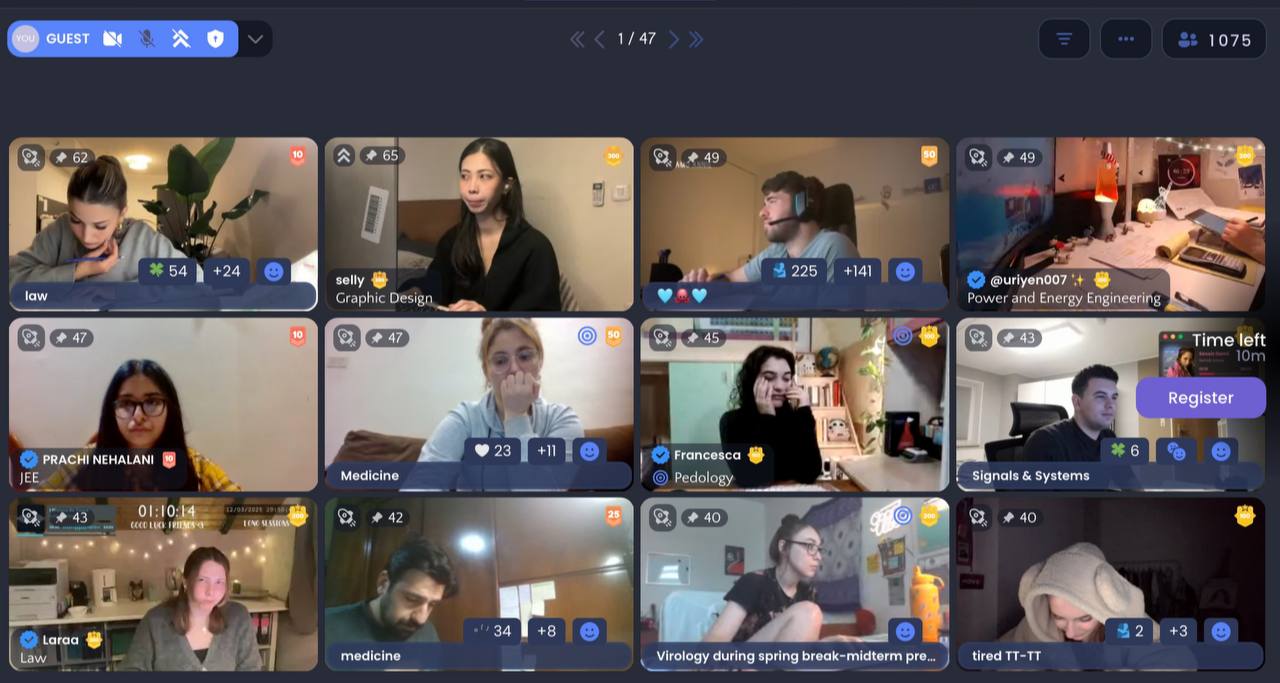 YOU GUEST
1 / 47
1075
62
10
54
+24
law
65
300
selly
Graphic Design
49
50
225
+141
49
@uriyen007
Power and Energy Engineering
47
10
PRACHI NEHALANI 10
JEE
47
50
23
+11
Medicine
45
100
Francesca
Pedology
43
Time left
10m
Register
6
Signals & Systems
43
01:10:14
GOOD LUCK FRIENDS <3
LONG SESSIONS
Laraa
Law
42
25
34
+8
medicine
40
200
Virology during spring break-midterm pre...
40
100
2
+3
tired TT-TT